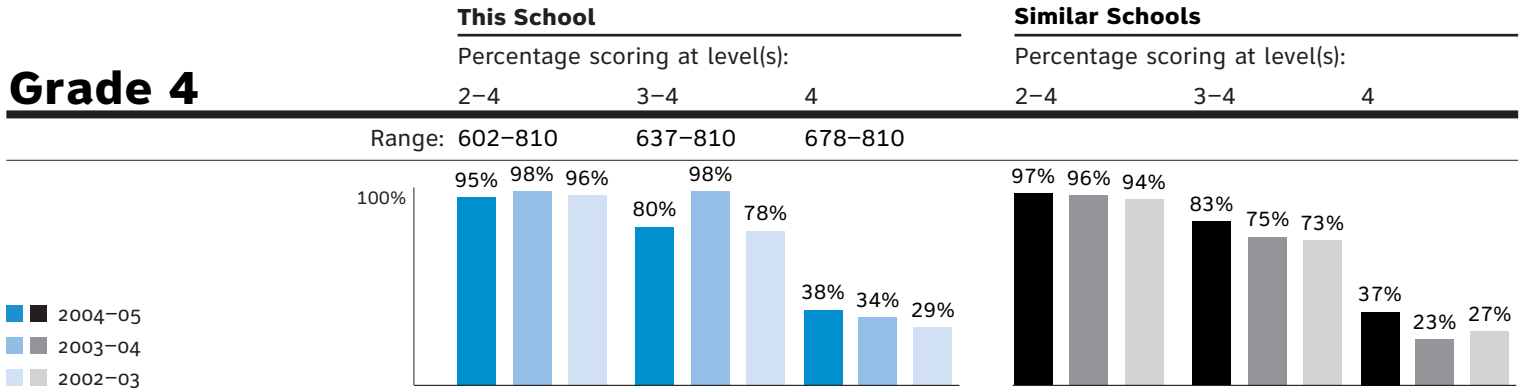 This School Similar Schools
Percentage scoring at level(s): Percentage scoring at level(s):
Grade 4 2–4 3–4 4 2–4 3–4 4
Range: 602–810 637–810 678–810
100% 95% 98% 96% 80% 98% 78% 38% 34% 29% 97% 96% 94% 83% 75% 73% 37% 23% 27%
2004–05
2003–04
2002–03